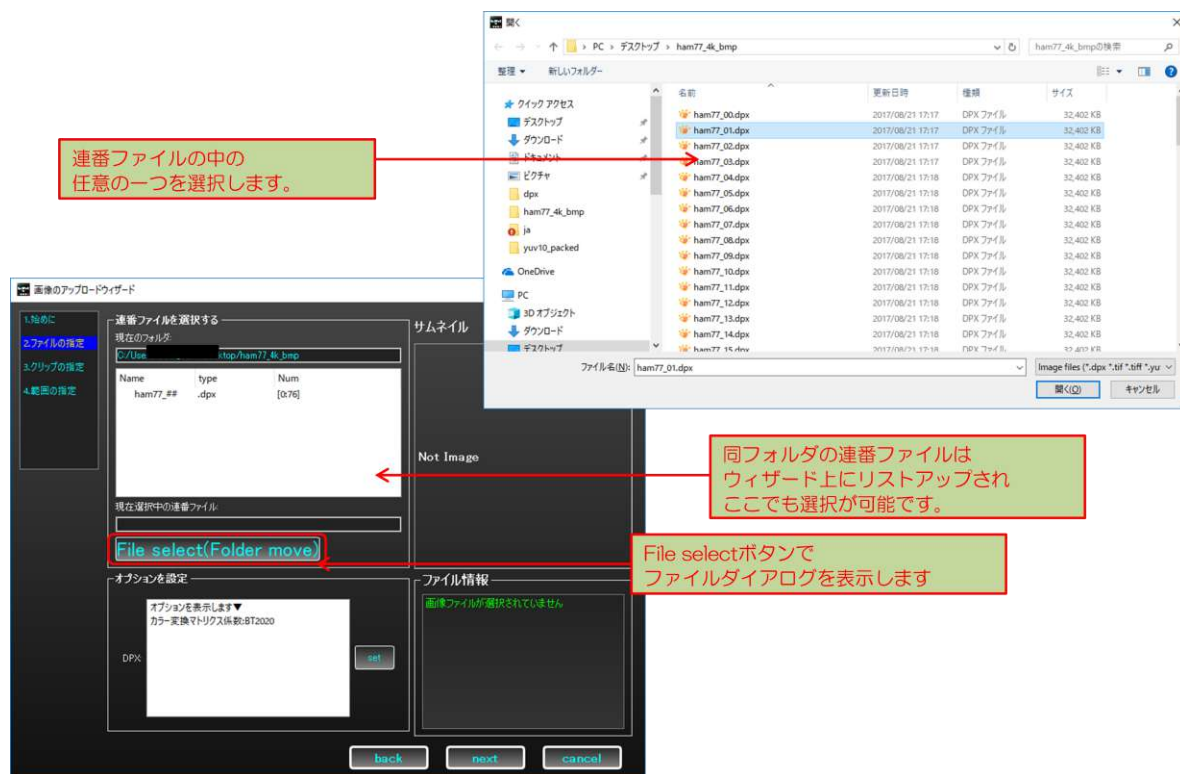 開く
PC › デスクトップ › ham77_4k_bmp
ham77_4k_bmpの検索
整理 ▼ 新しいフォルダー
クイック アクセス
デスクトップ
ダウンロード
ドキュメント
ピクチャ
dpx
ham77_4k_bmp
ja
yuv10_packed
OneDrive
PC
3D オブジェクト
ダウンロード
デスクトップ
名前 更新日時 種類 サイズ
ham77_00.dpx 2017/08/21 17:17 DPX ファイル 32,402 KB
ham77_01.dpx 2017/08/21 17:17 DPX ファイル 32,402 KB
ham77_02.dpx 2017/08/21 17:17 DPX ファイル 32,402 KB
ham77_03.dpx 2017/08/21 17:17 DPX ファイル 32,402 KB
ham77_04.dpx 2017/08/21 17:18 DPX ファイル 32,402 KB
ham77_05.dpx 2017/08/21 17:18 DPX ファイル 32,402 KB
ham77_06.dpx 2017/08/21 17:18 DPX ファイル 32,402 KB
ham77_07.dpx 2017/08/21 17:18 DPX ファイル 32,402 KB
ham77_08.dpx 2017/08/21 17:18 DPX ファイル 32,402 KB
ham77_09.dpx 2017/08/21 17:18 DPX ファイル 32,402 KB
ham77_10.dpx 2017/08/21 17:18 DPX ファイル 32,402 KB
ham77_11.dpx 2017/08/21 17:18 DPX ファイル 32,402 KB
ham77_12.dpx 2017/08/21 17:18 DPX ファイル 32,402 KB
ham77_13.dpx 2017/08/21 17:18 DPX ファイル 32,402 KB
ham77_14.dpx 2017/08/21 17:18 DPX ファイル 32,402 KB
ham77_15.dpx 2017/08/21 17:18 DPX ファイル 32,402 KB
ファイル名(N): ham77_01.dpx
Image files (*.dpx *.tif *.tiff *.yu
開く(O) キャンセル
連番ファイルの中の
任意の一つを選択します。
画像のアップロードウィザード
1.始めに
2.ファイルの指定
3.クリップの指定
4.範囲の指定
連番ファイルを選択する
現在のフォルダ:
C:/Use top/ham77_4k_bmp
Name type Num
ham77_## .dpx [0:76]
現在選択中の連番ファイル:
File select(Folder move)
サムネイル
Not Image
同フォルダの連番ファイルは
ウィザード上にリストアップされ
ここでも選択が可能です。
File selectボタンで
ファイルダイアログを表示します
オプションを設定
オプションを表示します▼
カラー変換マトリクス係数:BT2020
DPX
set
ファイル情報
画像ファイルが選択されていません
back next cancel